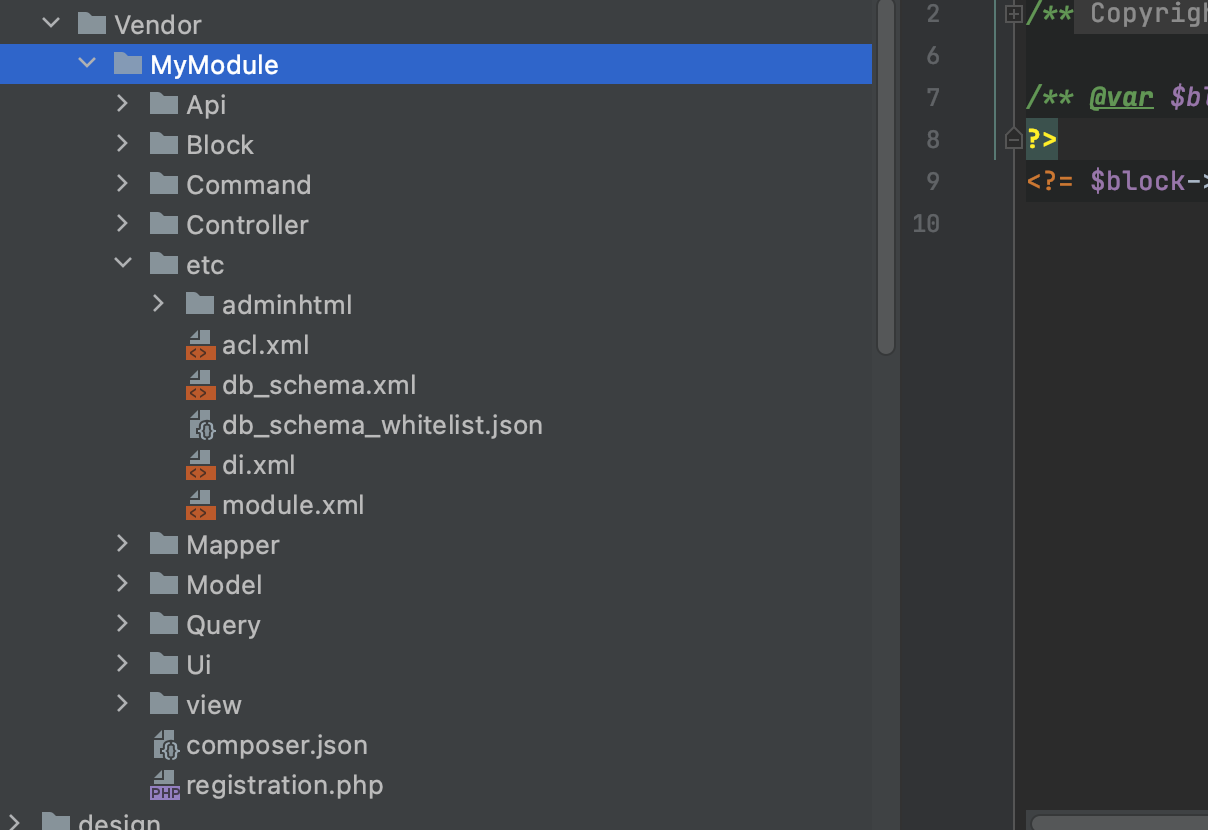 Vendor
MyModule
Api
Block
Command
Controller
etc
adminhtml
acl.xml
db_schema.xml
db_schema_whitelist.json
di.xml
module.xml
Mapper
Model
Query
Ui
view
composer.json
PHP registration.php
design
2 /**
6
7 /** @var
8 ?>
9 <?= $block->
10